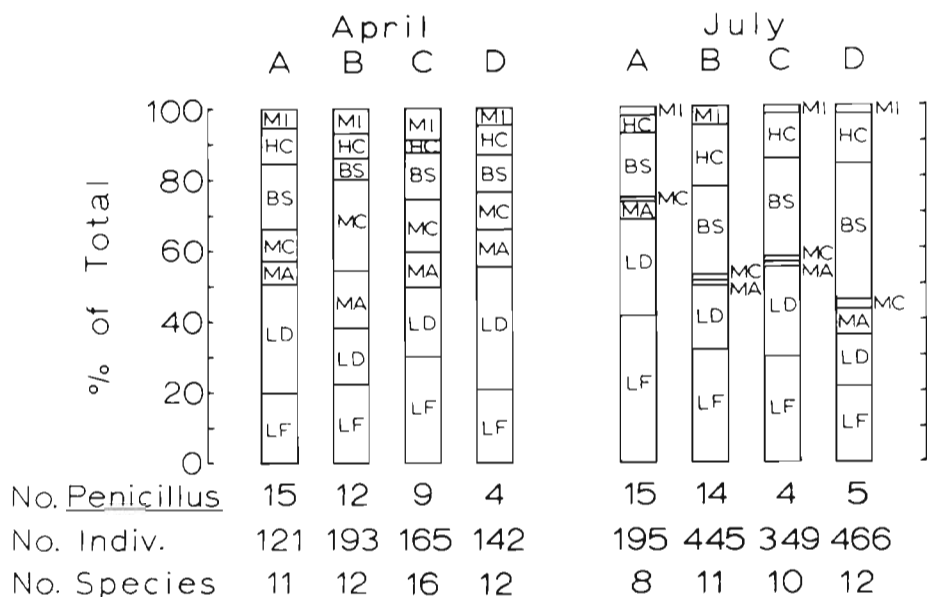 April July
A B C D A B C D
100 MI MI MI MI MI MI MI MI
HC HC HC HC HC HC HC HC
80 BS BS BS BS BS BS BS BS
60 MC MC MC MC MC MC MC MC
MA MA MA MA MA MA MA MA
40 LD LD LD LD LD LD LD LD
20 LF LF LF LF LF LF LF LF
0
% of Total
No. Penicillus 15 12 9 4 15 14 4 5
No. Indiv. 121 193 165 142 195 445 349 466
No. Species 11 12 16 12 8 11 10 12